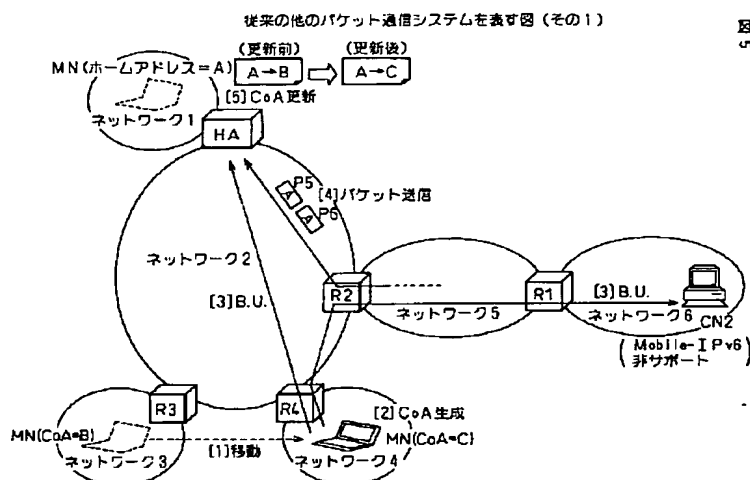 従来の他のパケット通信システムを表す図(その1)
図5
(更新前)
(更新後)
MN(ホームアドレス=A)
A→B
A→C
[5]CoA更新
ネットワーク1
HA
P5
[4]パケット送信
A
A
P6
ネットワーク2
[3]B.U.
R2
R1
[3]B.U.
ネットワーク5
ネットワーク6
CN2
(Mobile-IPv6
非サポート)
R3
R4
[2]CoA生成
MN(CoA=B)
MN(CoA=C)
[1]移動
ネットワーク3
ネットワーク4